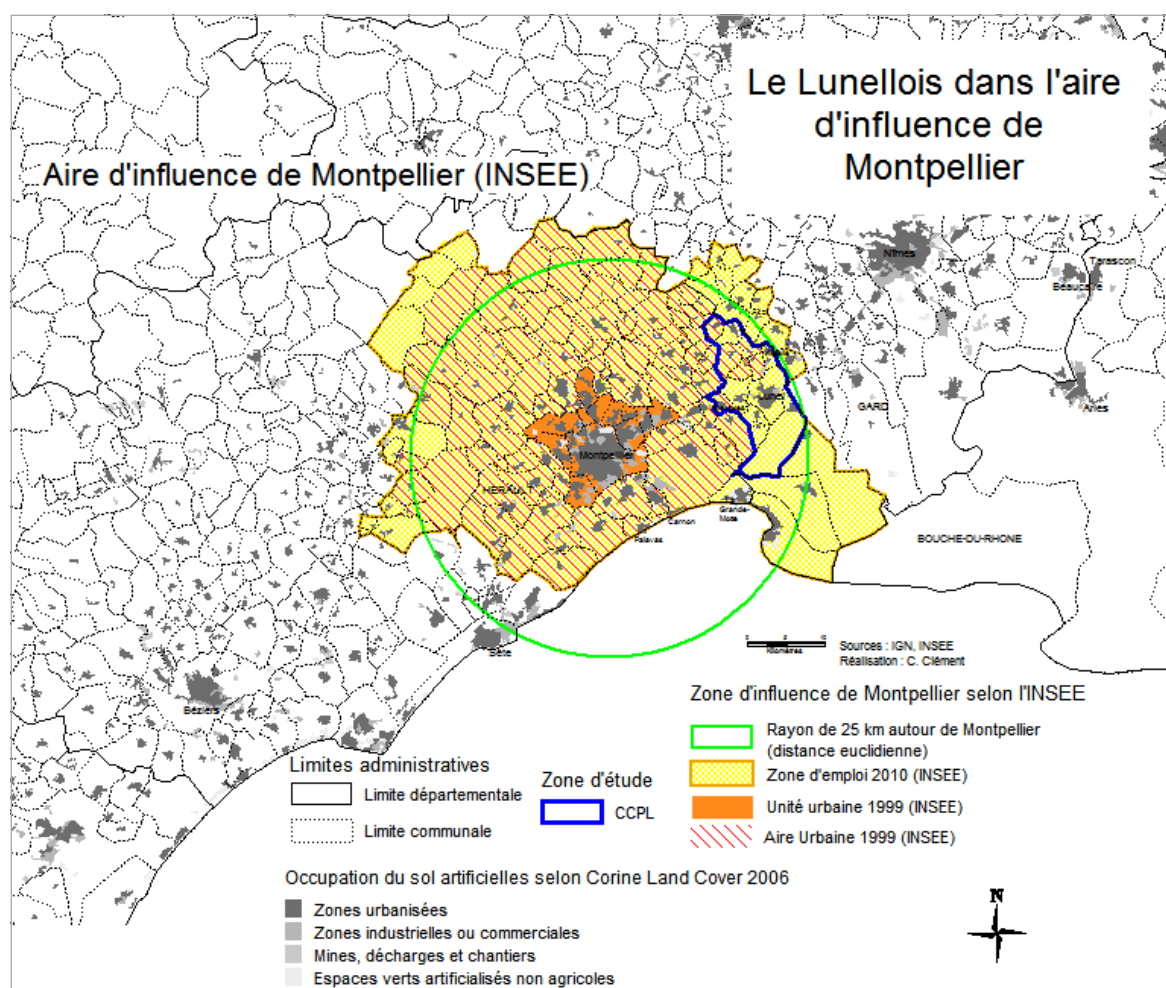 Le Lunellois dans l'aire
d'influence de
Montpellier
Aire d'influence de Montpellier (INSEE)
Nîmes
Tarascon
Beaucaire
Arles
GARD
Lunel
Montpellier
HERAULT
Grande-
Motte
Carnon
Palavas
BOUCHE-DU-RHONE
Sète
Béziers
Kilomètres
Sources : IGN, INSEE
Réalisation : C. Clément
Zone d'influence de Montpellier selon l'INSEE
Rayon de 25 km autour de Montpellier
(distance euclidienne)
Zone d'emploi 2010 (INSEE)
Unité urbaine 1999 (INSEE)
Aire Urbaine 1999 (INSEE)
Limites administratives
Limite départementale
Limite communale
Zone d'étude
CCPL
Occupation du sol artificielles selon Corine Land Cover 2006
Zones urbanisées
Zones industrielles ou commerciales
Mines, décharges et chantiers
Espaces verts artificialisés non agricoles
N